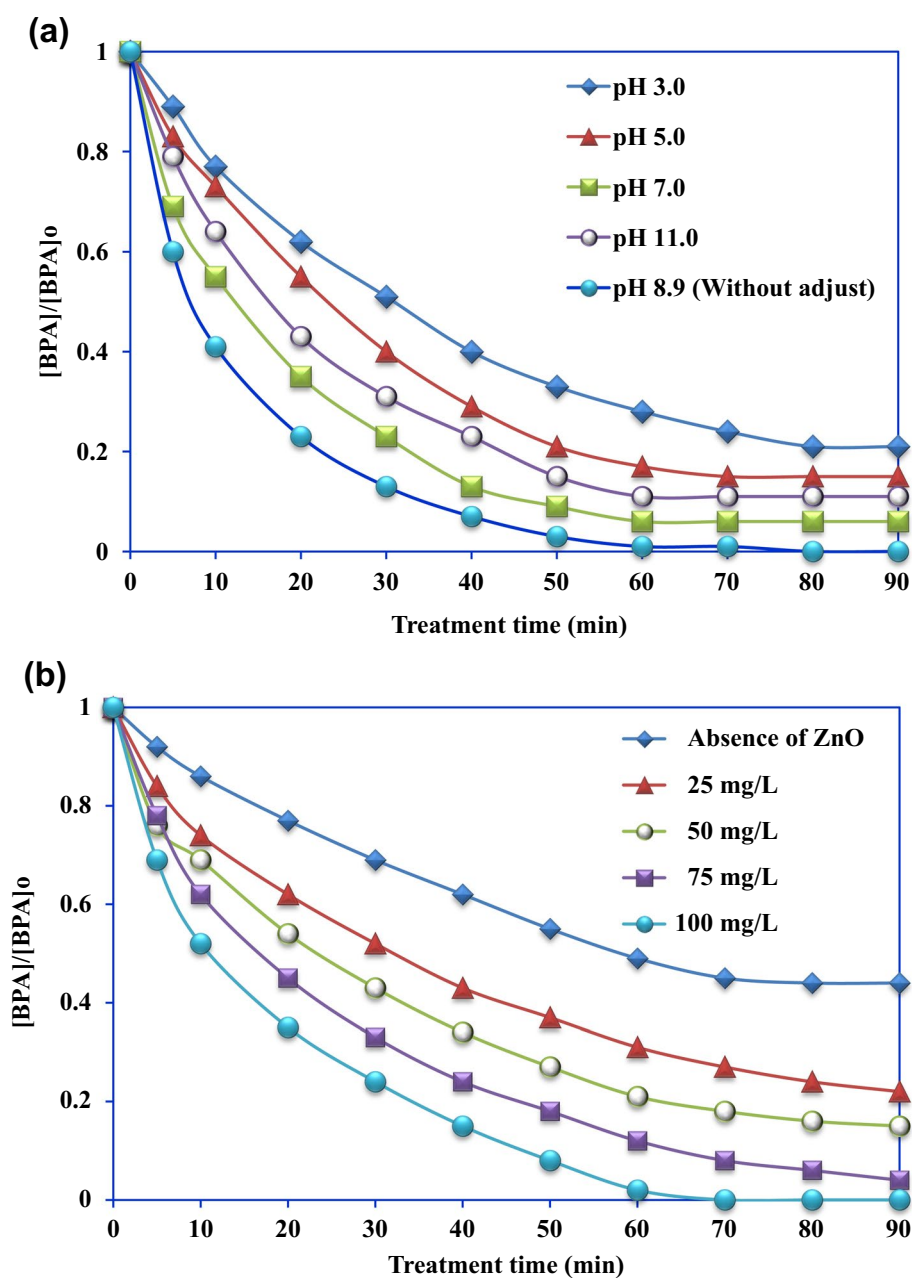 (a)
1
0.8
0.6
0.4
0.2
0
[BPA]/[BPA]o
pH 3.0
pH 5.0
pH 7.0
pH 11.0
pH 8.9 (Without adjust)
0 10 20 30 40 50 60 70 80 90
Treatment time (min)
(b)
1
0.8
0.6
0.4
0.2
0
[BPA]/[BPA]o
Absence of ZnO
25 mg/L
50 mg/L
75 mg/L
100 mg/L
0 10 20 30 40 50 60 70 80 90
Treatment time (min)